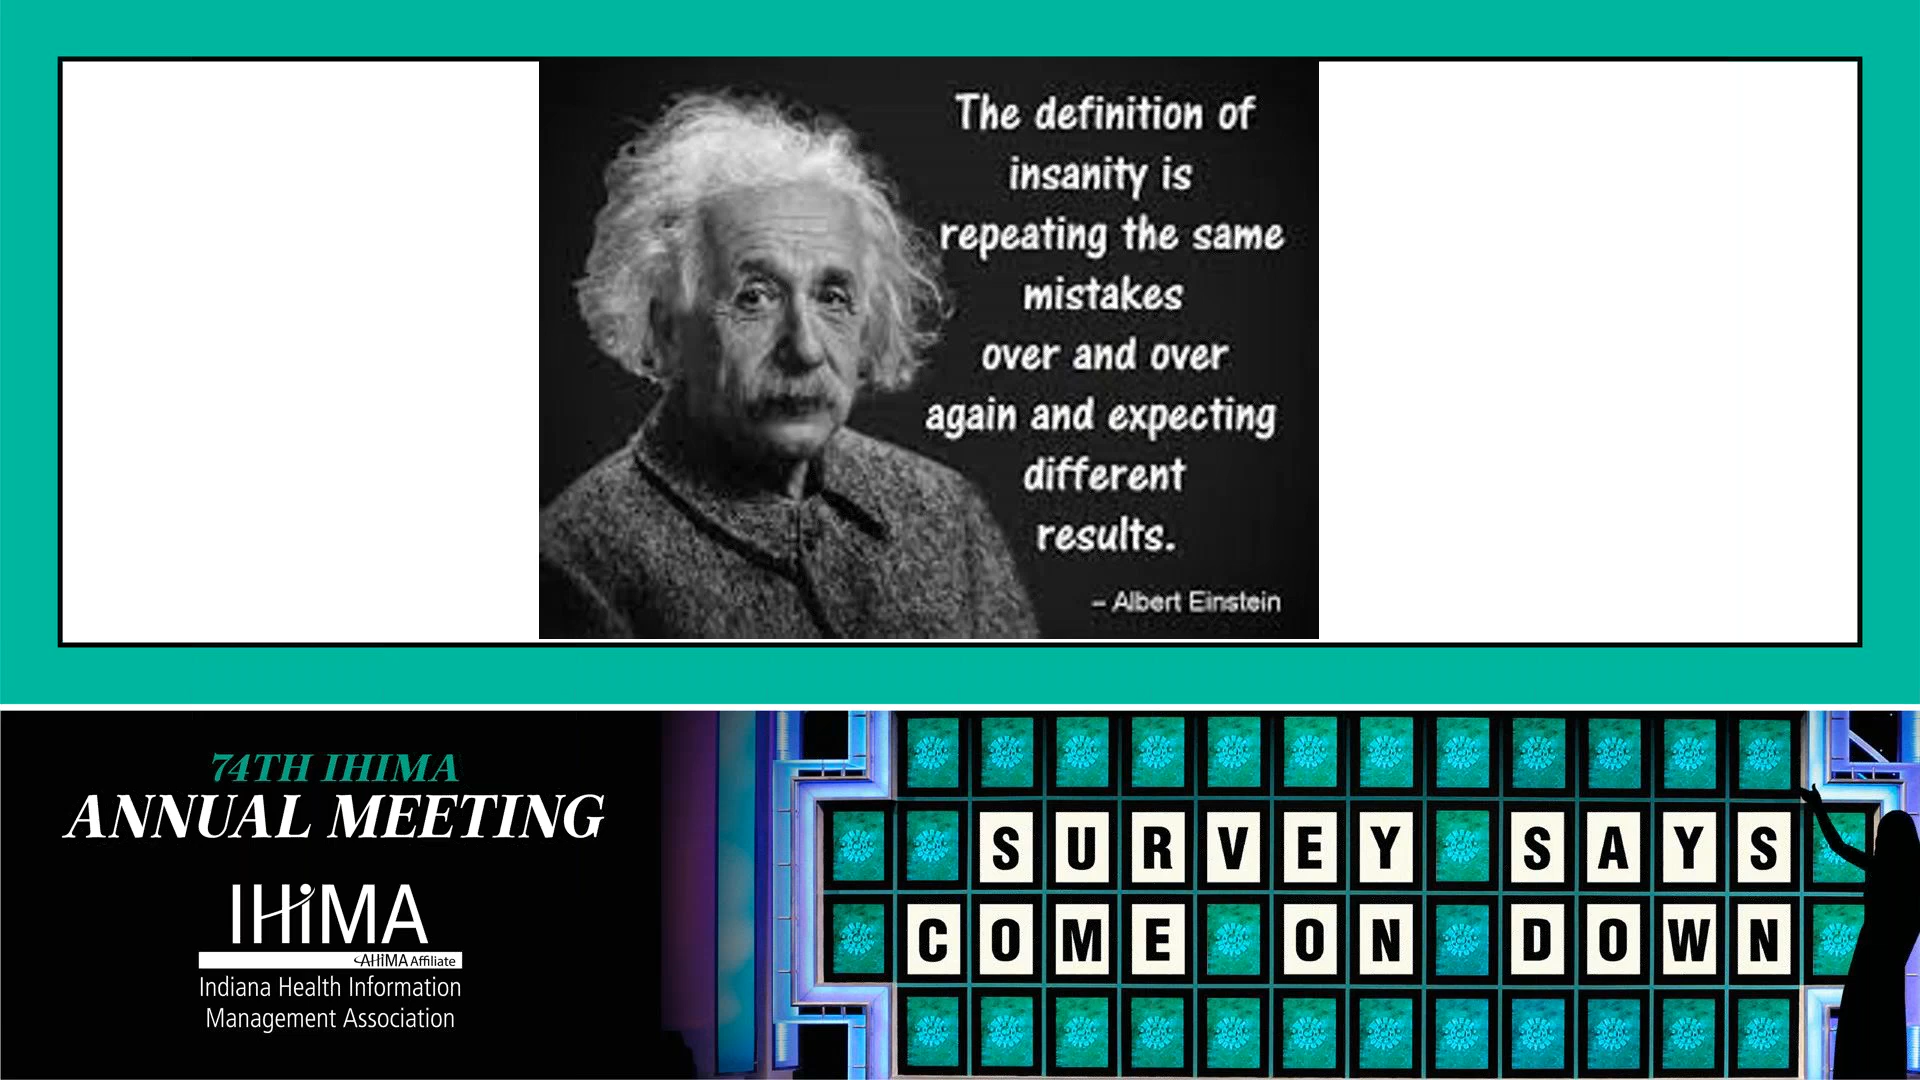 The definition of
insanity is
repeating the same
mistakes
over and over
again and expecting
different
results.
– Albert Einstein
74TH IHIMA
ANNUAL MEETING
IHIMA
AHIMA Affiliate
Indiana Health Information
Management Association
SURVEY SAYS
COME ON DOWN